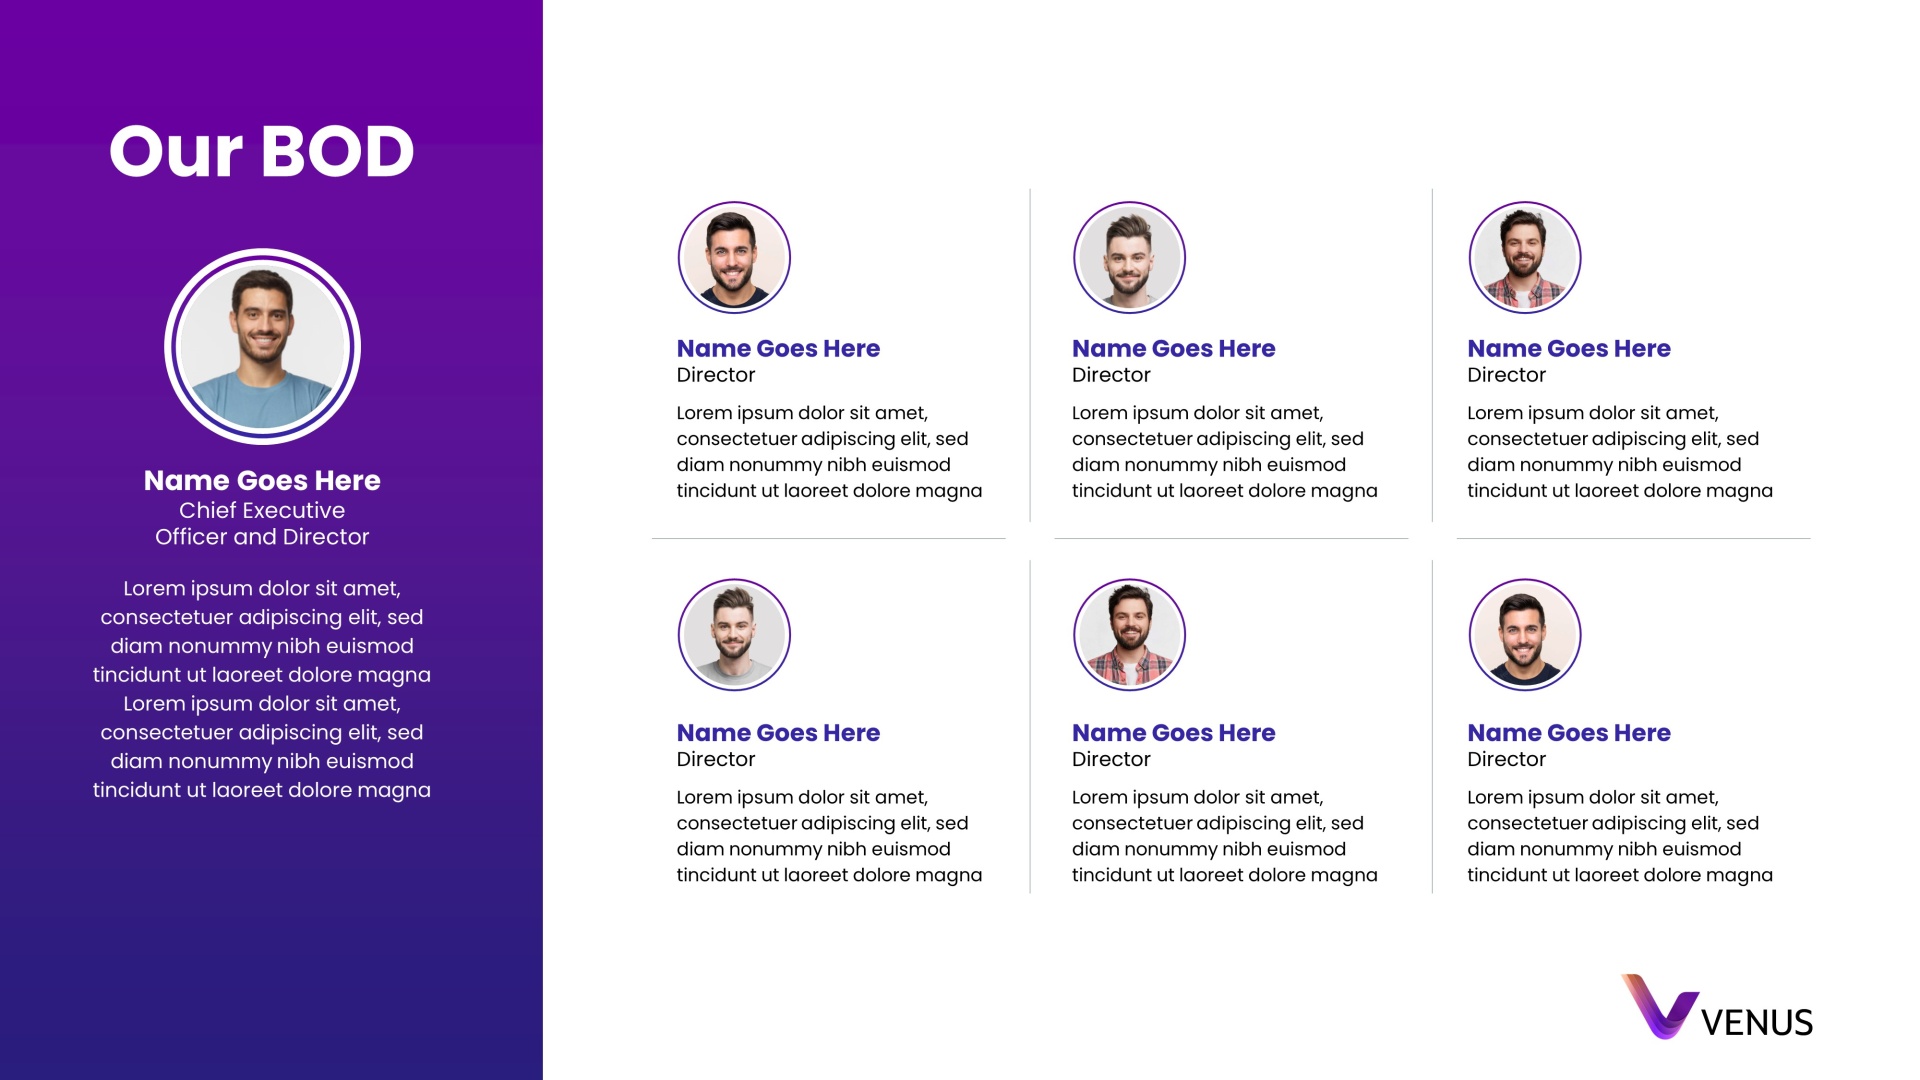 Our BOD
Name Goes Here
Chief Executive
Officer and Director
Lorem ipsum dolor sit amet,
consectetuer adipiscing elit, sed
diam nonummy nibh euismod
tincidunt ut laoreet dolore magna
Lorem ipsum dolor sit amet,
consectetuer adipiscing elit, sed
diam nonummy nibh euismod
tincidunt ut laoreet dolore magna
Name Goes Here
Director
Lorem ipsum dolor sit amet,
consectetuer adipiscing elit, sed
diam nonummy nibh euismod
tincidunt ut laoreet dolore magna
Name Goes Here
Director
Lorem ipsum dolor sit amet,
consectetuer adipiscing elit, sed
diam nonummy nibh euismod
tincidunt ut laoreet dolore magna
Name Goes Here
Director
Lorem ipsum dolor sit amet,
consectetuer adipiscing elit, sed
diam nonummy nibh euismod
tincidunt ut laoreet dolore magna
Name Goes Here
Director
Lorem ipsum dolor sit amet,
consectetuer adipiscing elit, sed
diam nonummy nibh euismod
tincidunt ut laoreet dolore magna
Name Goes Here
Director
Lorem ipsum dolor sit amet,
consectetuer adipiscing elit, sed
diam nonummy nibh euismod
tincidunt ut laoreet dolore magna
Name Goes Here
Director
Lorem ipsum dolor sit amet,
consectetuer adipiscing elit, sed
diam nonummy nibh euismod
tincidunt ut laoreet dolore magna
VENUS